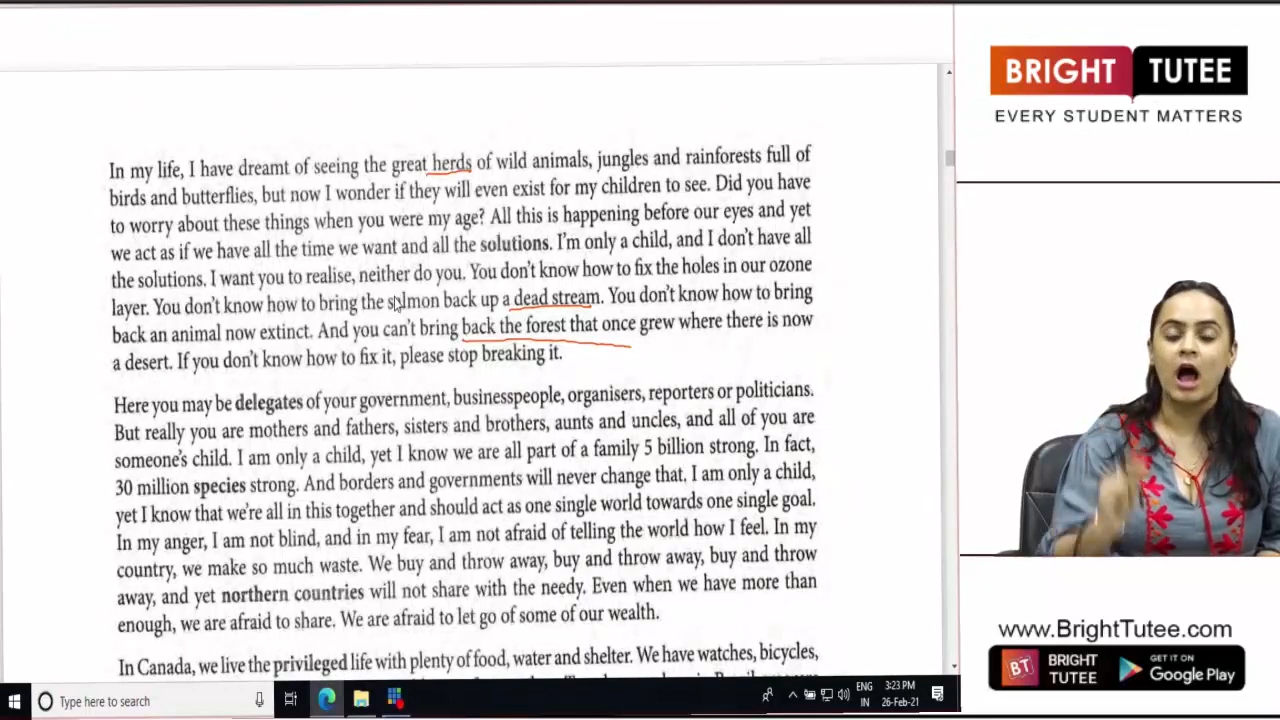 In my life, I have dreamt of seeing the great herds of wild animals, jungles and rainforests full of
birds and butterflies, but now I wonder if they will even exist for my children to see. Did you have
to worry about these things when you were my age? All this is happening before our eyes and yet
we act as if we have all the time we want and all the solutions. I'm only a child, and I don't have all
the solutions. I want you to realise, neither do you. You don't know how to fix the holes in our ozone
layer. You don't know how to bring the salmon back up a dead stream. You don't know how to bring
back an animal now extinct. And you can't bring back the forest that once grew where there is now
a desert. If you don't know how to fix it, please stop breaking it.
Here you may be delegates of your government, businesspeople, organisers, reporters or politicians.
But really you are mothers and fathers, sisters and brothers, aunts and uncles, and all of you are
someone's child. I am only a child, yet I know we are all part of a family 5 billion strong. In fact,
30 million species strong. And borders and governments will never change that. I am only a child,
yet I know that we're all in this together and should act as one single world towards one single goal.
In my anger, I am not blind, and in my fear, I am not afraid of telling the world how I feel. In my
country, we make so much waste. We buy and throw away, buy and throw away, buy and throw
away, and yet northern countries will not share with the needy. Even when we have more than
enough, we are afraid to share. We are afraid to let go of some of our wealth.
In Canada, we live the privileged life with plenty of food, water and shelter. We have watches, bicycles,
BRIGHT TUTEE
EVERY STUDENT MATTERS
www.BrightTutee.com
BT BRIGHT TUTEE
GET IT ON Google Play
Type here to search
ENG
IN
3:23 PM
26-Feb-21